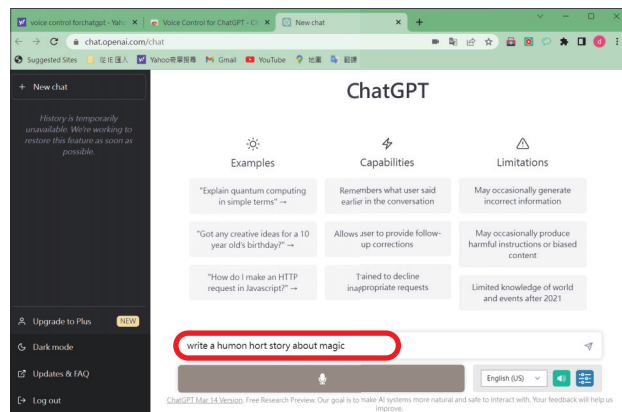 voice control forchatgpt - Yaho
Voice Control for ChatGPT - Ch
New chat
chat.openai.com/chat
Suggested Sites
從 IE 匯入
Yahoo奇摩搜尋
Gmail
YouTube
地圖
翻譯
+ New chat
History is temporarily
unavailable. We're working to
restore this feature as soon as
possible.
ChatGPT
Examples
Capabilities
Limitations
"Explain quantum computing
in simple terms" →
Remembers what user said
earlier in the conversation
May occasionally generate
incorrect information
"Got any creative ideas for a 10
year old's birthday?" →
Allows user to provide follow-
up corrections
May occasionally produce
harmful instructions or biased
content
"How do I make an HTTP
request in Javascript?" →
Trained to decline
inappropriate requests
Limited knowledge of world
and events after 2021
Upgrade to Plus NEW
Dark mode
Updates & FAQ
Log out
write a humon hort story about magic
English (US)
ChatGPT Mar 14 Version. Free Research Preview. Our goal is to make AI systems more natural and safe to interact with. Your feedback will help us
improve.